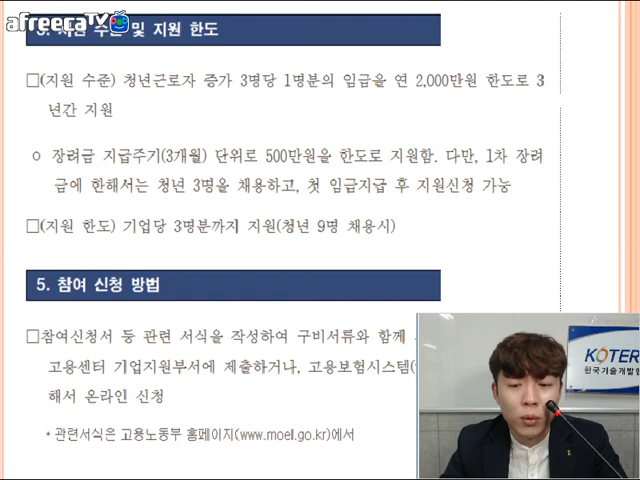 afreecaTV
및 지원 한도
□(지원 수준) 청년근로자 증가 3명당 1명분의 임금을 연 2,000만원 한도로 3
년간 지원
○ 장려금 지급주기(3개월) 단위로 500만원을 한도로 지원함. 다만, 1차 장려
금에 한해서는 청년 3명을 채용하고, 첫 임금지급 후 지원신청 가능
□(지원 한도) 기업당 3명분까지 지원(청년 9명 채용시)
5. 참여 신청 방법
□참여신청서 등 관련 서식을 작성하여 구비서류와 함께
고용센터 기업지원부서에 제출하거나, 고용보험시스템(
해서 온라인 신청
* 관련서식은 고용노동부 홈페이지(www.moel.go.kr)에서
KOTER
한국기술개발